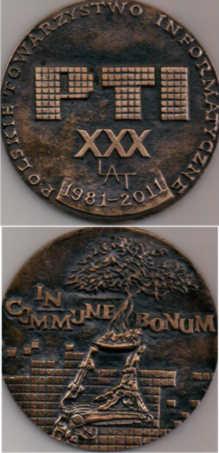 POLSKIE TOWARZYSTWO INFORMATYCZNE
PTI
XXX
LAT
1981-2011
IN
COMMUNE BONUM